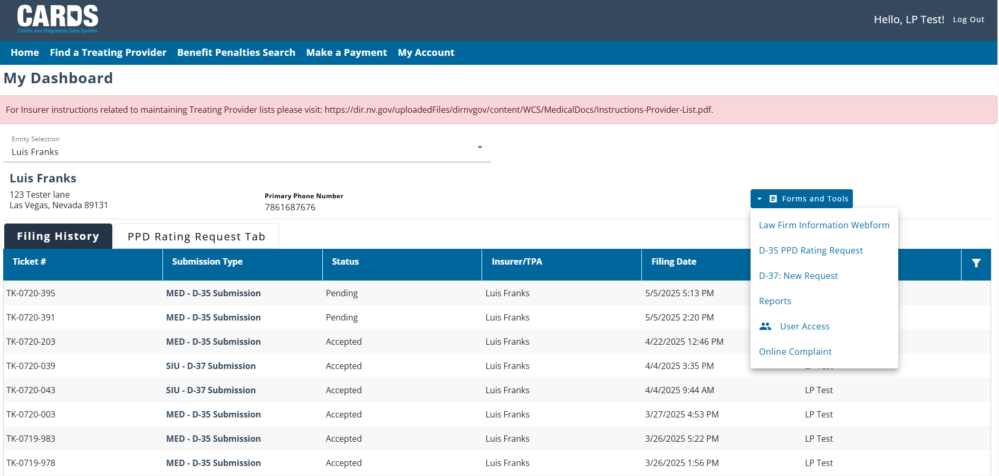 CARDS
Claims and Regulatory Data System
Hello, LP Test! Log Out
Home Find a Treating Provider Benefit Penalties Search Make a Payment My Account
My Dashboard
For Insurer instructions related to maintaining Treating Provider lists please visit: https://dir.nv.gov/uploadedFiles/dirnvgov/content/WCS/MedicalDocs/Instructions-Provider-List.pdf.
Entity Selection
Luis Franks
Luis Franks
123 Tester lane
Las Vegas, Nevada 89131
Primary Phone Number
7861687676
Forms and Tools
Law Firm Information Webform
D-35 PPD Rating Request
D-37: New Request
Reports
User Access
Online Complaint
Filing History PPD Rating Request Tab
Ticket # Submission Type Status Insurer/TPA Filing Date
TK-0720-395 MED - D-35 Submission Pending Luis Franks 5/5/2025 5:13 PM
TK-0720-391 MED - D-35 Submission Pending Luis Franks 5/5/2025 2:20 PM
TK-0720-203 MED - D-35 Submission Accepted Luis Franks 4/22/2025 12:46 PM
TK-0720-039 SIU - D-37 Submission Accepted Luis Franks 4/4/2025 3:35 PM
TK-0720-043 SIU - D-37 Submission Accepted Luis Franks 4/4/2025 9:44 AM LP Test
TK-0720-003 MED - D-35 Submission Accepted Luis Franks 3/27/2025 4:53 PM LP Test
TK-0719-983 MED - D-35 Submission Accepted Luis Franks 3/26/2025 5:22 PM LP Test
TK-0719-978 MED - D-35 Submission Accepted Luis Franks 3/26/2025 1:56 PM LP Test